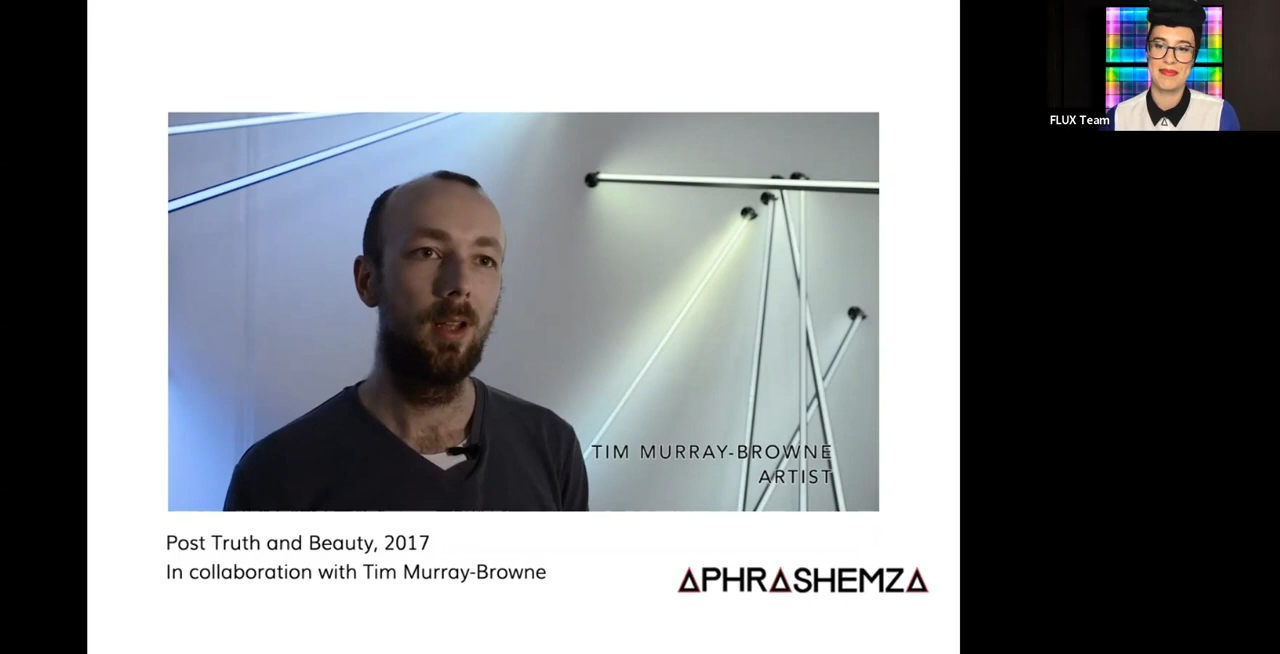 FLUX Team
TIM MURRAY-BROWNE
ARTIST
Post Truth and Beauty, 2017
In collaboration with Tim Murray-Browne
APHRASHEMZA